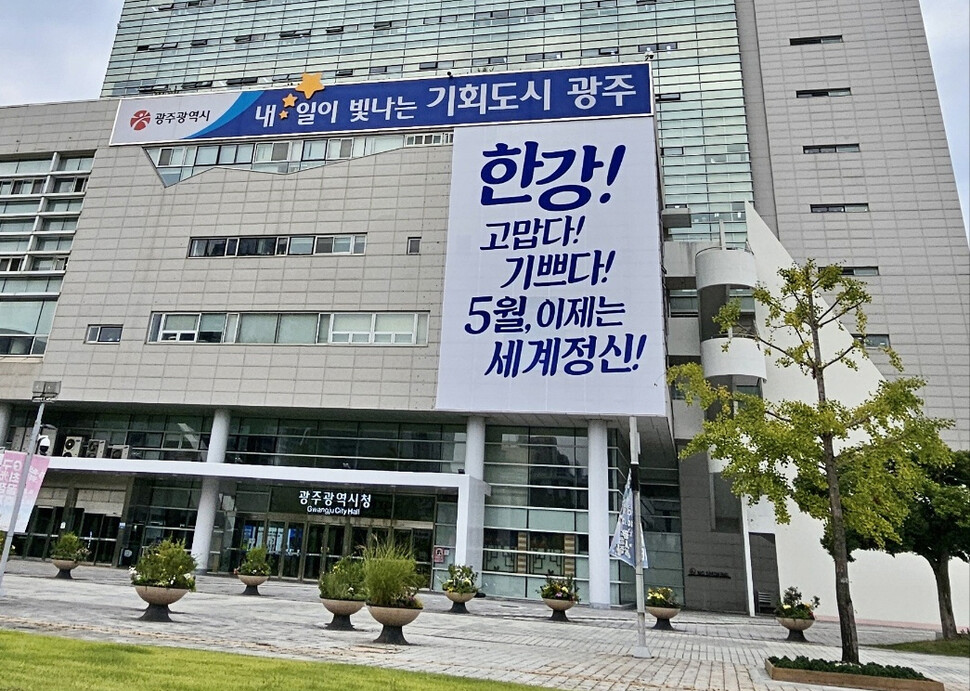 광주광역시
내☆일이 빛나는 기회도시 광주
한강!
고맙다!
기쁘다!
5월, 이제는
세계정신!
광주광역시청
Gwangju City Hall